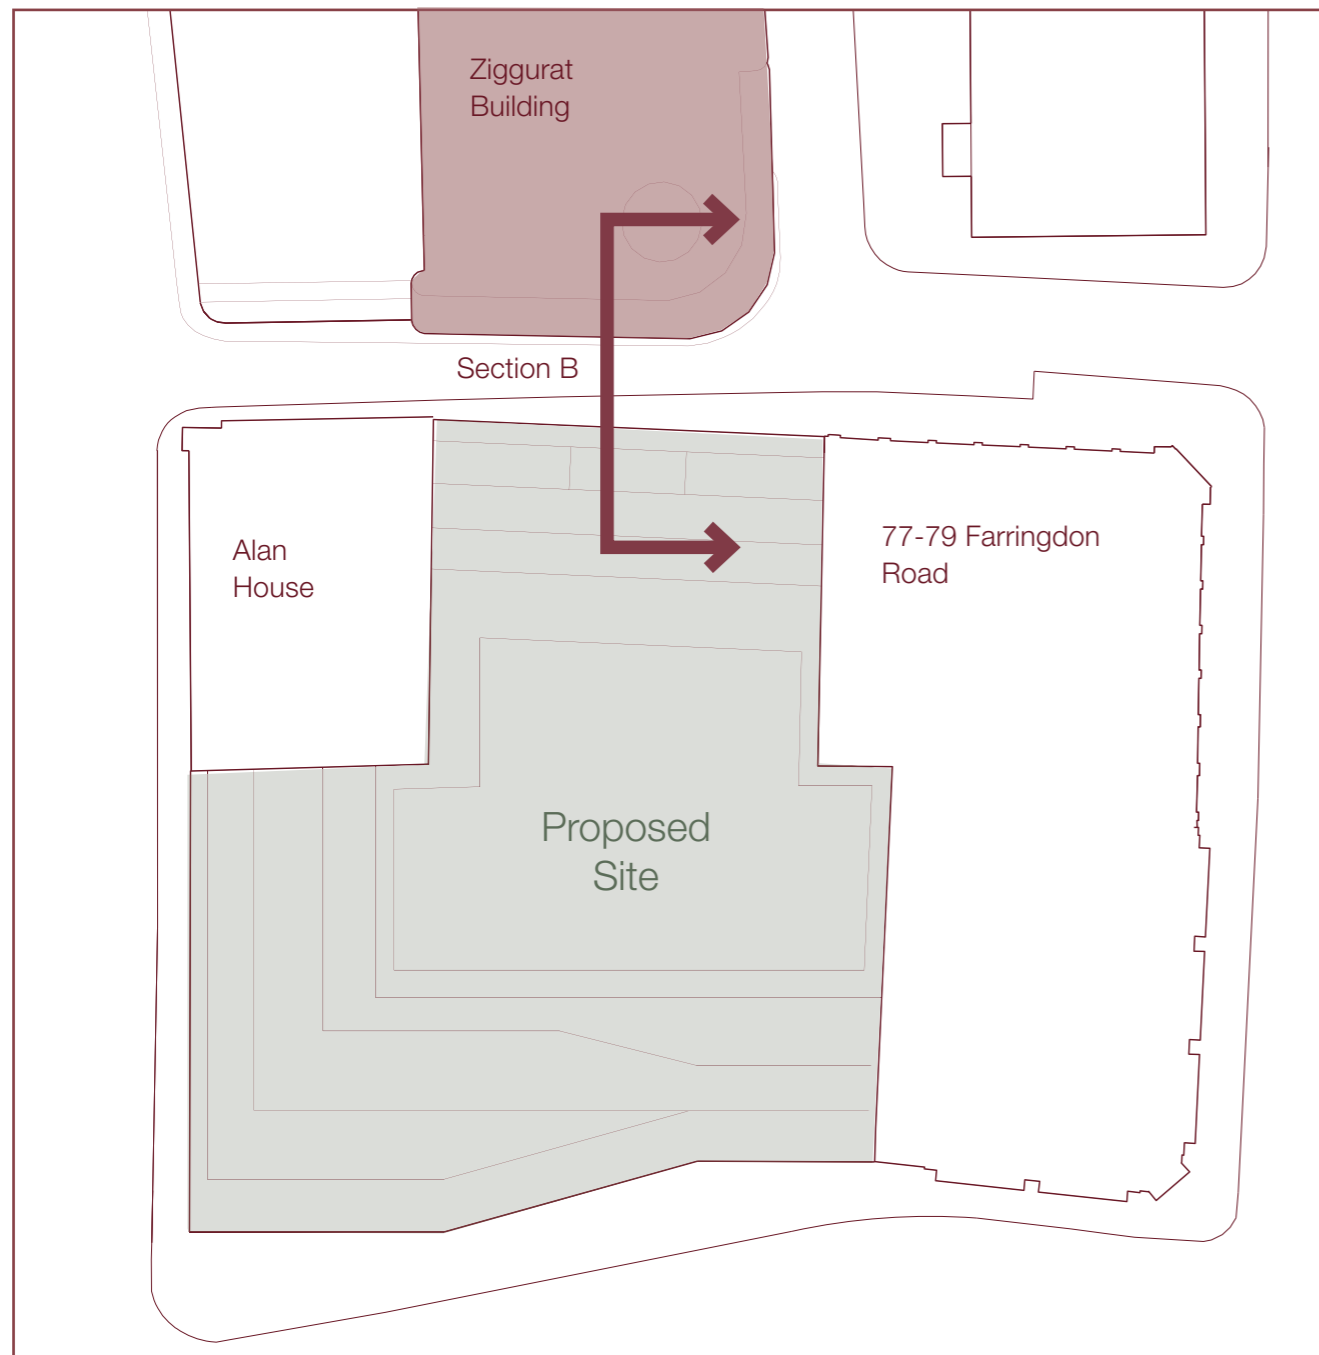 Ziggurat
Building
Section B
Alan
House
77-79 Farringdon
Road
Proposed
Site